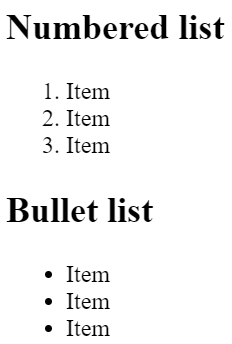 Numbered list
1. Item
2. Item
3. Item
Bullet list
• Item
• Item
• Item